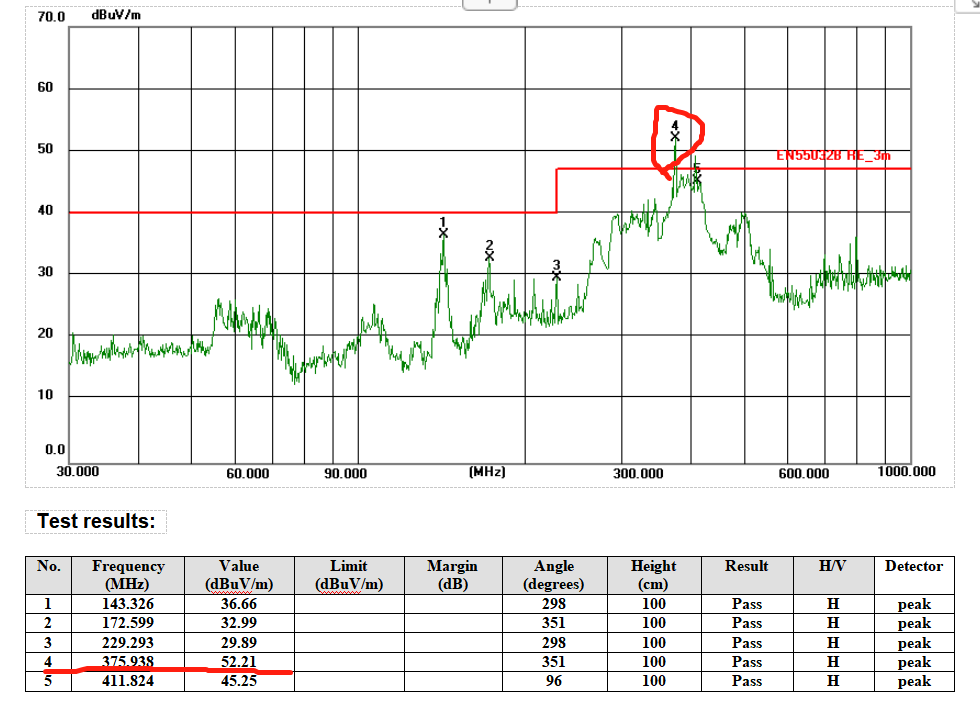 70.0 dBuV/m
60
50
40
30
20
10
0.0
4
5
EN55032B RE_3m
1
2
3
30.000 60.000 90.000 (MHz) 300.000 600.000 1000.000
Test results:
No. Frequency (MHz) Value (dBuV/m) Limit (dBuV/m) Margin (dB) Angle (degrees) Height (cm) Result H/V Detector
1 143.326 36.66 298 100 Pass H peak
2 172.599 32.99 351 100 Pass H peak
3 229.293 29.89 298 100 Pass H peak
4 375.938 52.21 351 100 Pass H peak
5 411.824 45.25 96 100 Pass H peak